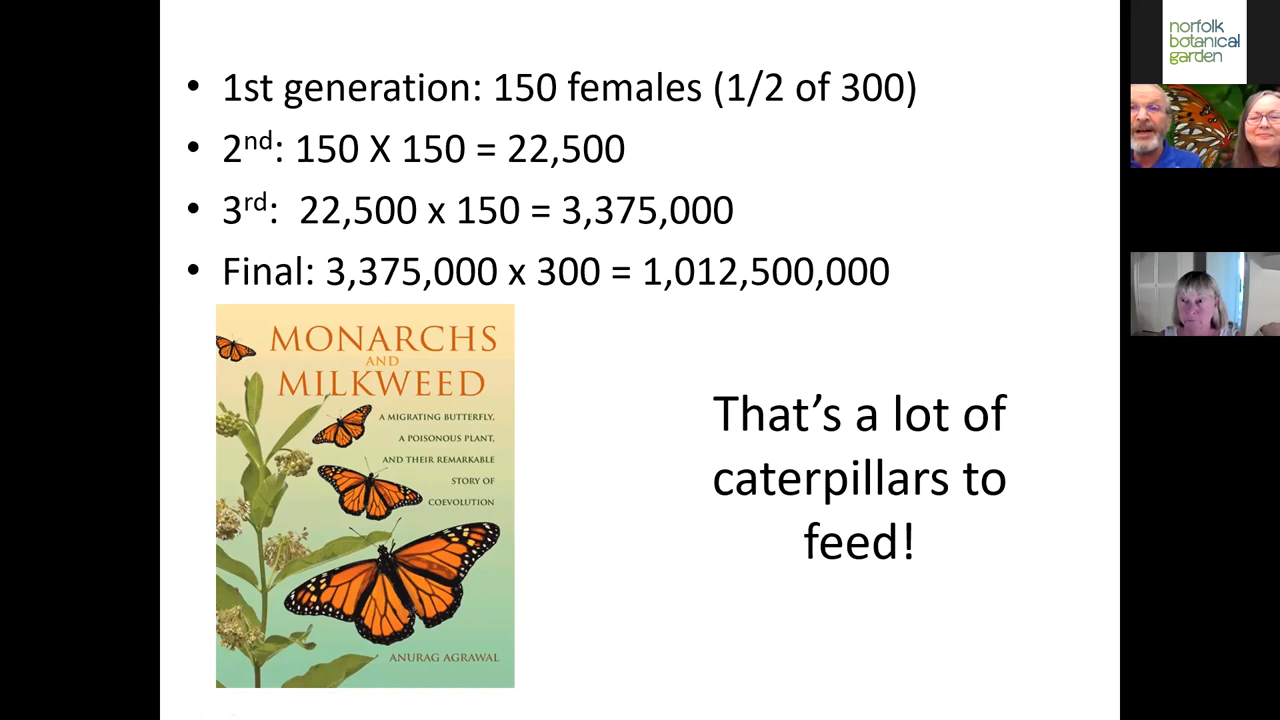 • 1st generation: 150 females (1/2 of 300)
• 2nd: 150 X 150 = 22,500
• 3rd: 22,500 x 150 = 3,375,000
• Final: 3,375,000 x 300 = 1,012,500,000
MONARCHS
AND
MILKWEED
A MIGRATING BUTTERFLY,
A POISONOUS PLANT,
AND THEIR REMARKABLE
STORY OF
COEVOLUTION
ANURAG AGRAWAL
That’s a lot of
caterpillars to
feed!
norfolk
botanical
garden